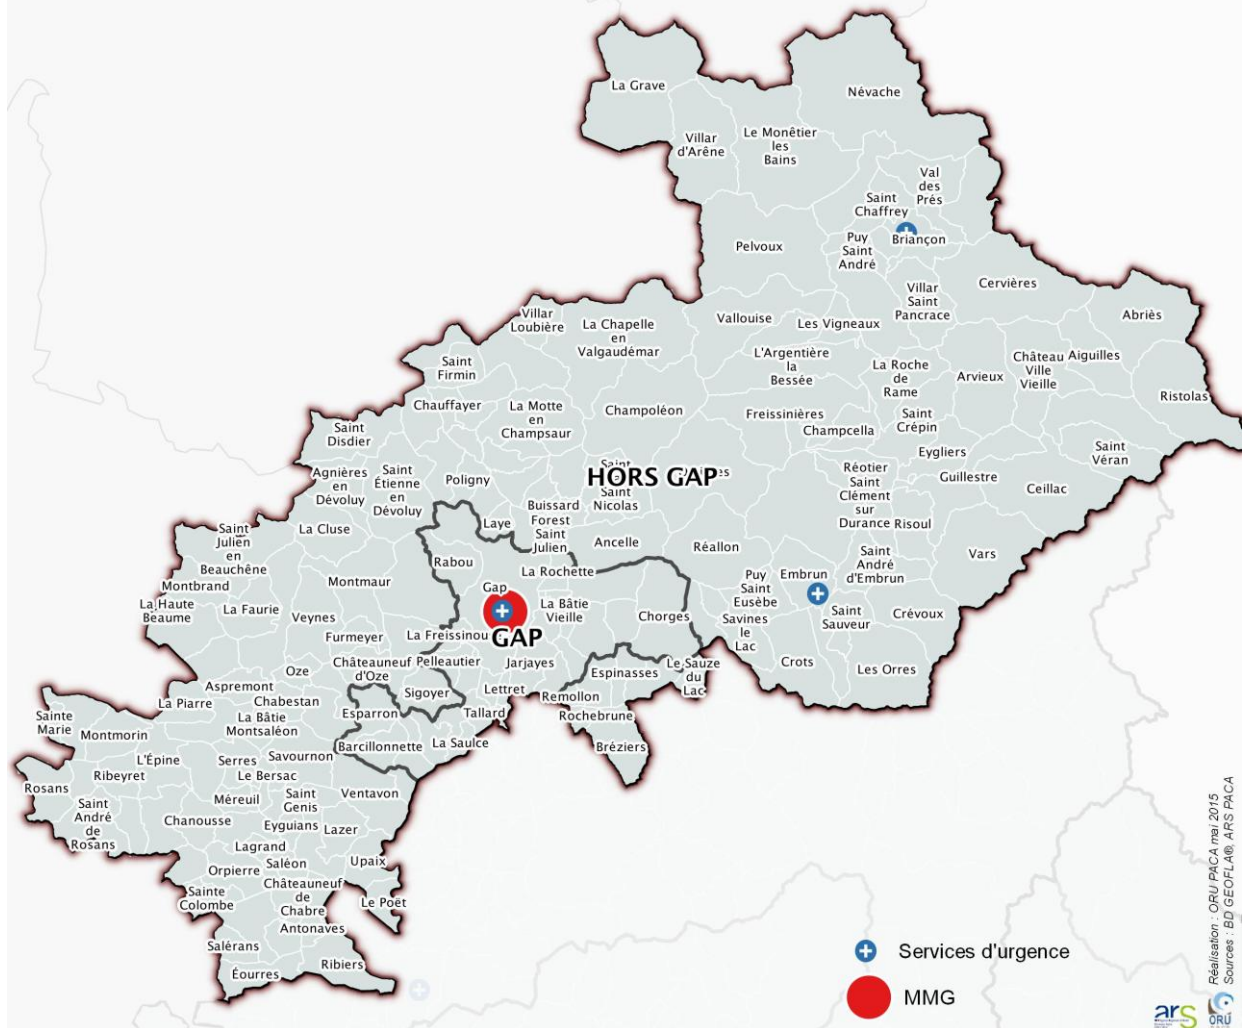 La Grave
Névache
Villar
d'Arêne
Le Monêtier
les
Bains
Val
des
Prés
Saint
Chaffrey
Briançon
Puy
Saint
André
Pelvoux
Cervières
Villar
Saint
Pancrace
Abriès
Villar
Loubière
La Chapelle
en
Valgaudémar
Vallouise
Les Vigneaux
L'Argentière
la
Bessée
Château
Ville
Vieille
Aiguilles
Saint
Firmin
La Roche
de
Rame
Arvieux
Ristolas
Chauffayer
La Motte
en
Champsaur
Champoléon
Freissinières
Champcella
Saint
Crépin
Saint
Disdier
Eygliers
Saint
Véran
Agnières
en
Dévoluy
Saint
Étienne
en
Dévoluy
Poligny
HORS GAP
Saint
Nicolas
Réotier
Saint
Clément
sur
Durance
Guillestre
Ceillac
Buissard
Forest
Saint
Julien
Laye
Risoul
La Cluse
Saint
Julien
en
Beauchêne
Ancelle
Réallon
Vars
Rabou
La Rochette
Saint
André
d'Embrun
Puy
Saint
Eusèbe
Embrun
Montbrand
Montmaur
Gap
La Haute
Beaume
La Faurie
Veynes
La Bâtie
Vieille
Chorges
Savines
le
Lac
Saint
Sauveur
Crévoux
Furmeyer
La Freissinou
GAP
Châteauneuf
d'Oze
Pelleautier
Jarjayes
Espinasses
Le Sauze
du
Lac
Crots
Les Orres
Oze
Aspremont
Sigoyer
Lettret
Remollon
La Piarre
Chabestan
Esparron
Tallard
Rochebrune
Sainte
Marie
Montmorin
La Bâtie
Montsaléon
Barcillonnette
La Saulce
Bréziers
L'Épine
Serres
Savournon
Ribeyret
Le Bersac
Rosans
Méreuil
Saint
Genis
Ventavon
Saint
André
de
Rosans
Chanousse
Eyguians
Lazer
Lagrand
Orpierre
Saléon
Upaix
Sainte
Colombe
Châteauneuf
de
Chabre
Le Poët
Antonaves
Salérans
Éourres
Ribiers
Services d'urgence
MMG
Réalisation : ORU PACA mai 2015
Sources : BD GEOFLA®, ARS PACA
ars
ORU